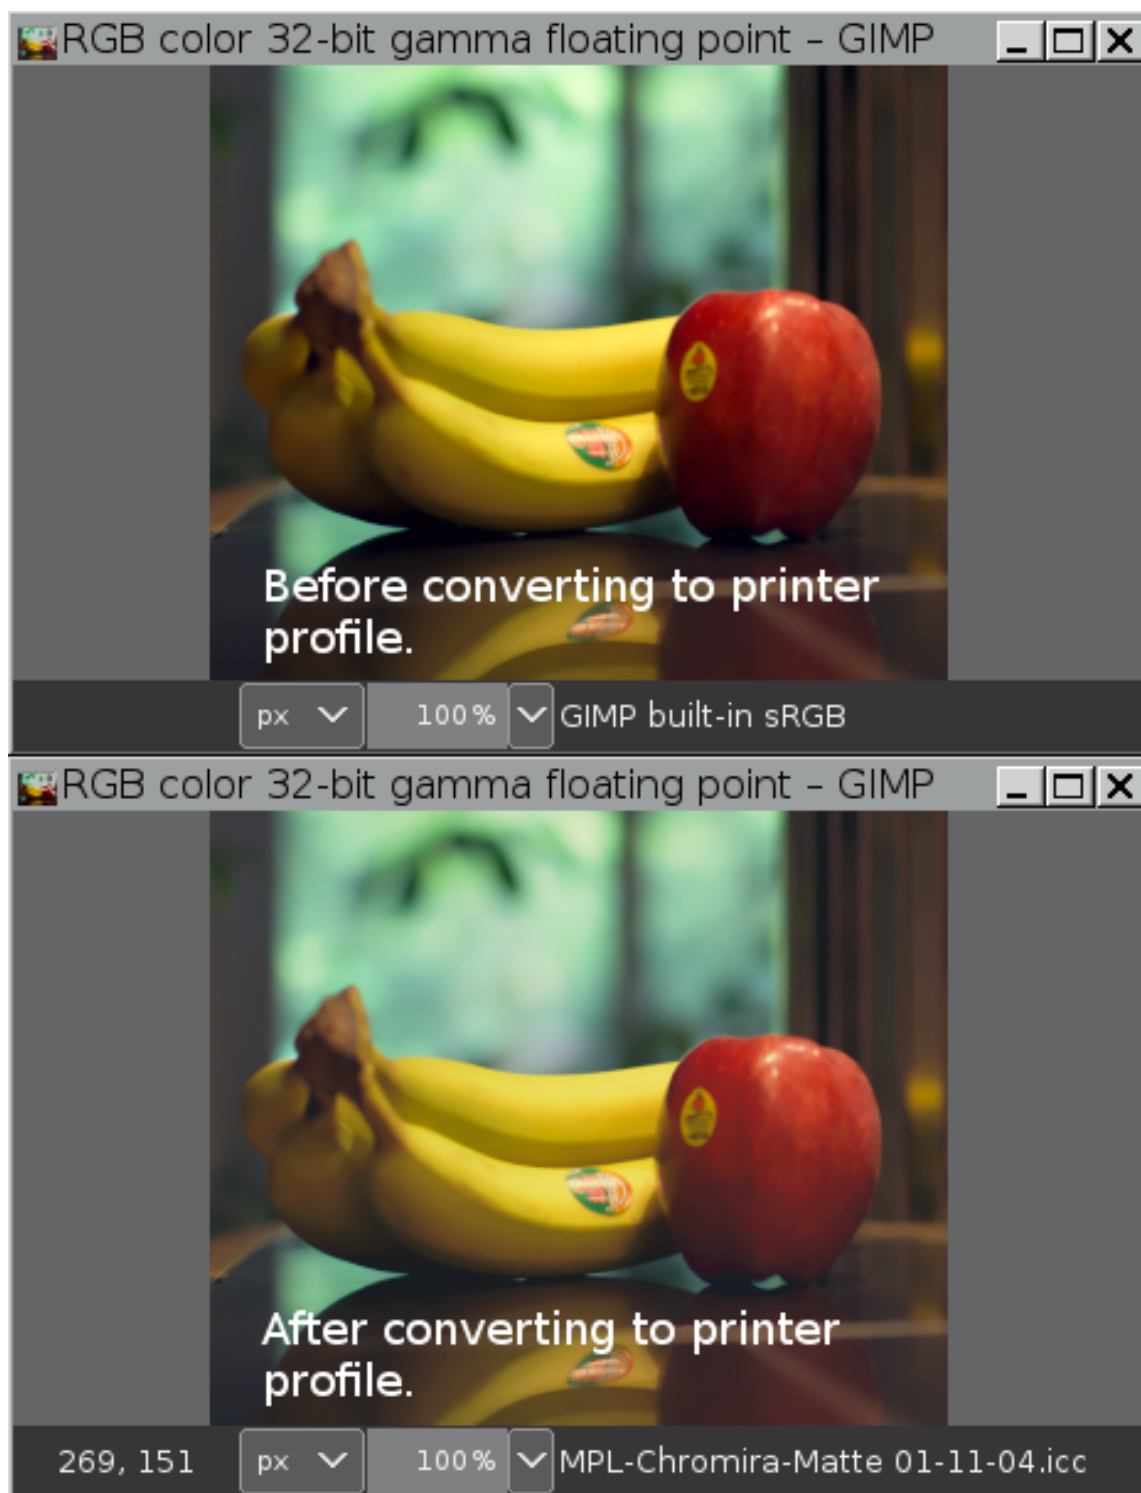 RGB color 32-bit gamma floating point – GIMP
Before converting to printer
profile.
px 100% GIMP built-in sRGB
RGB color 32-bit gamma floating point – GIMP
After converting to printer
profile.
269, 151 px 100% MPL-Chromira-Matte 01-11-04.icc